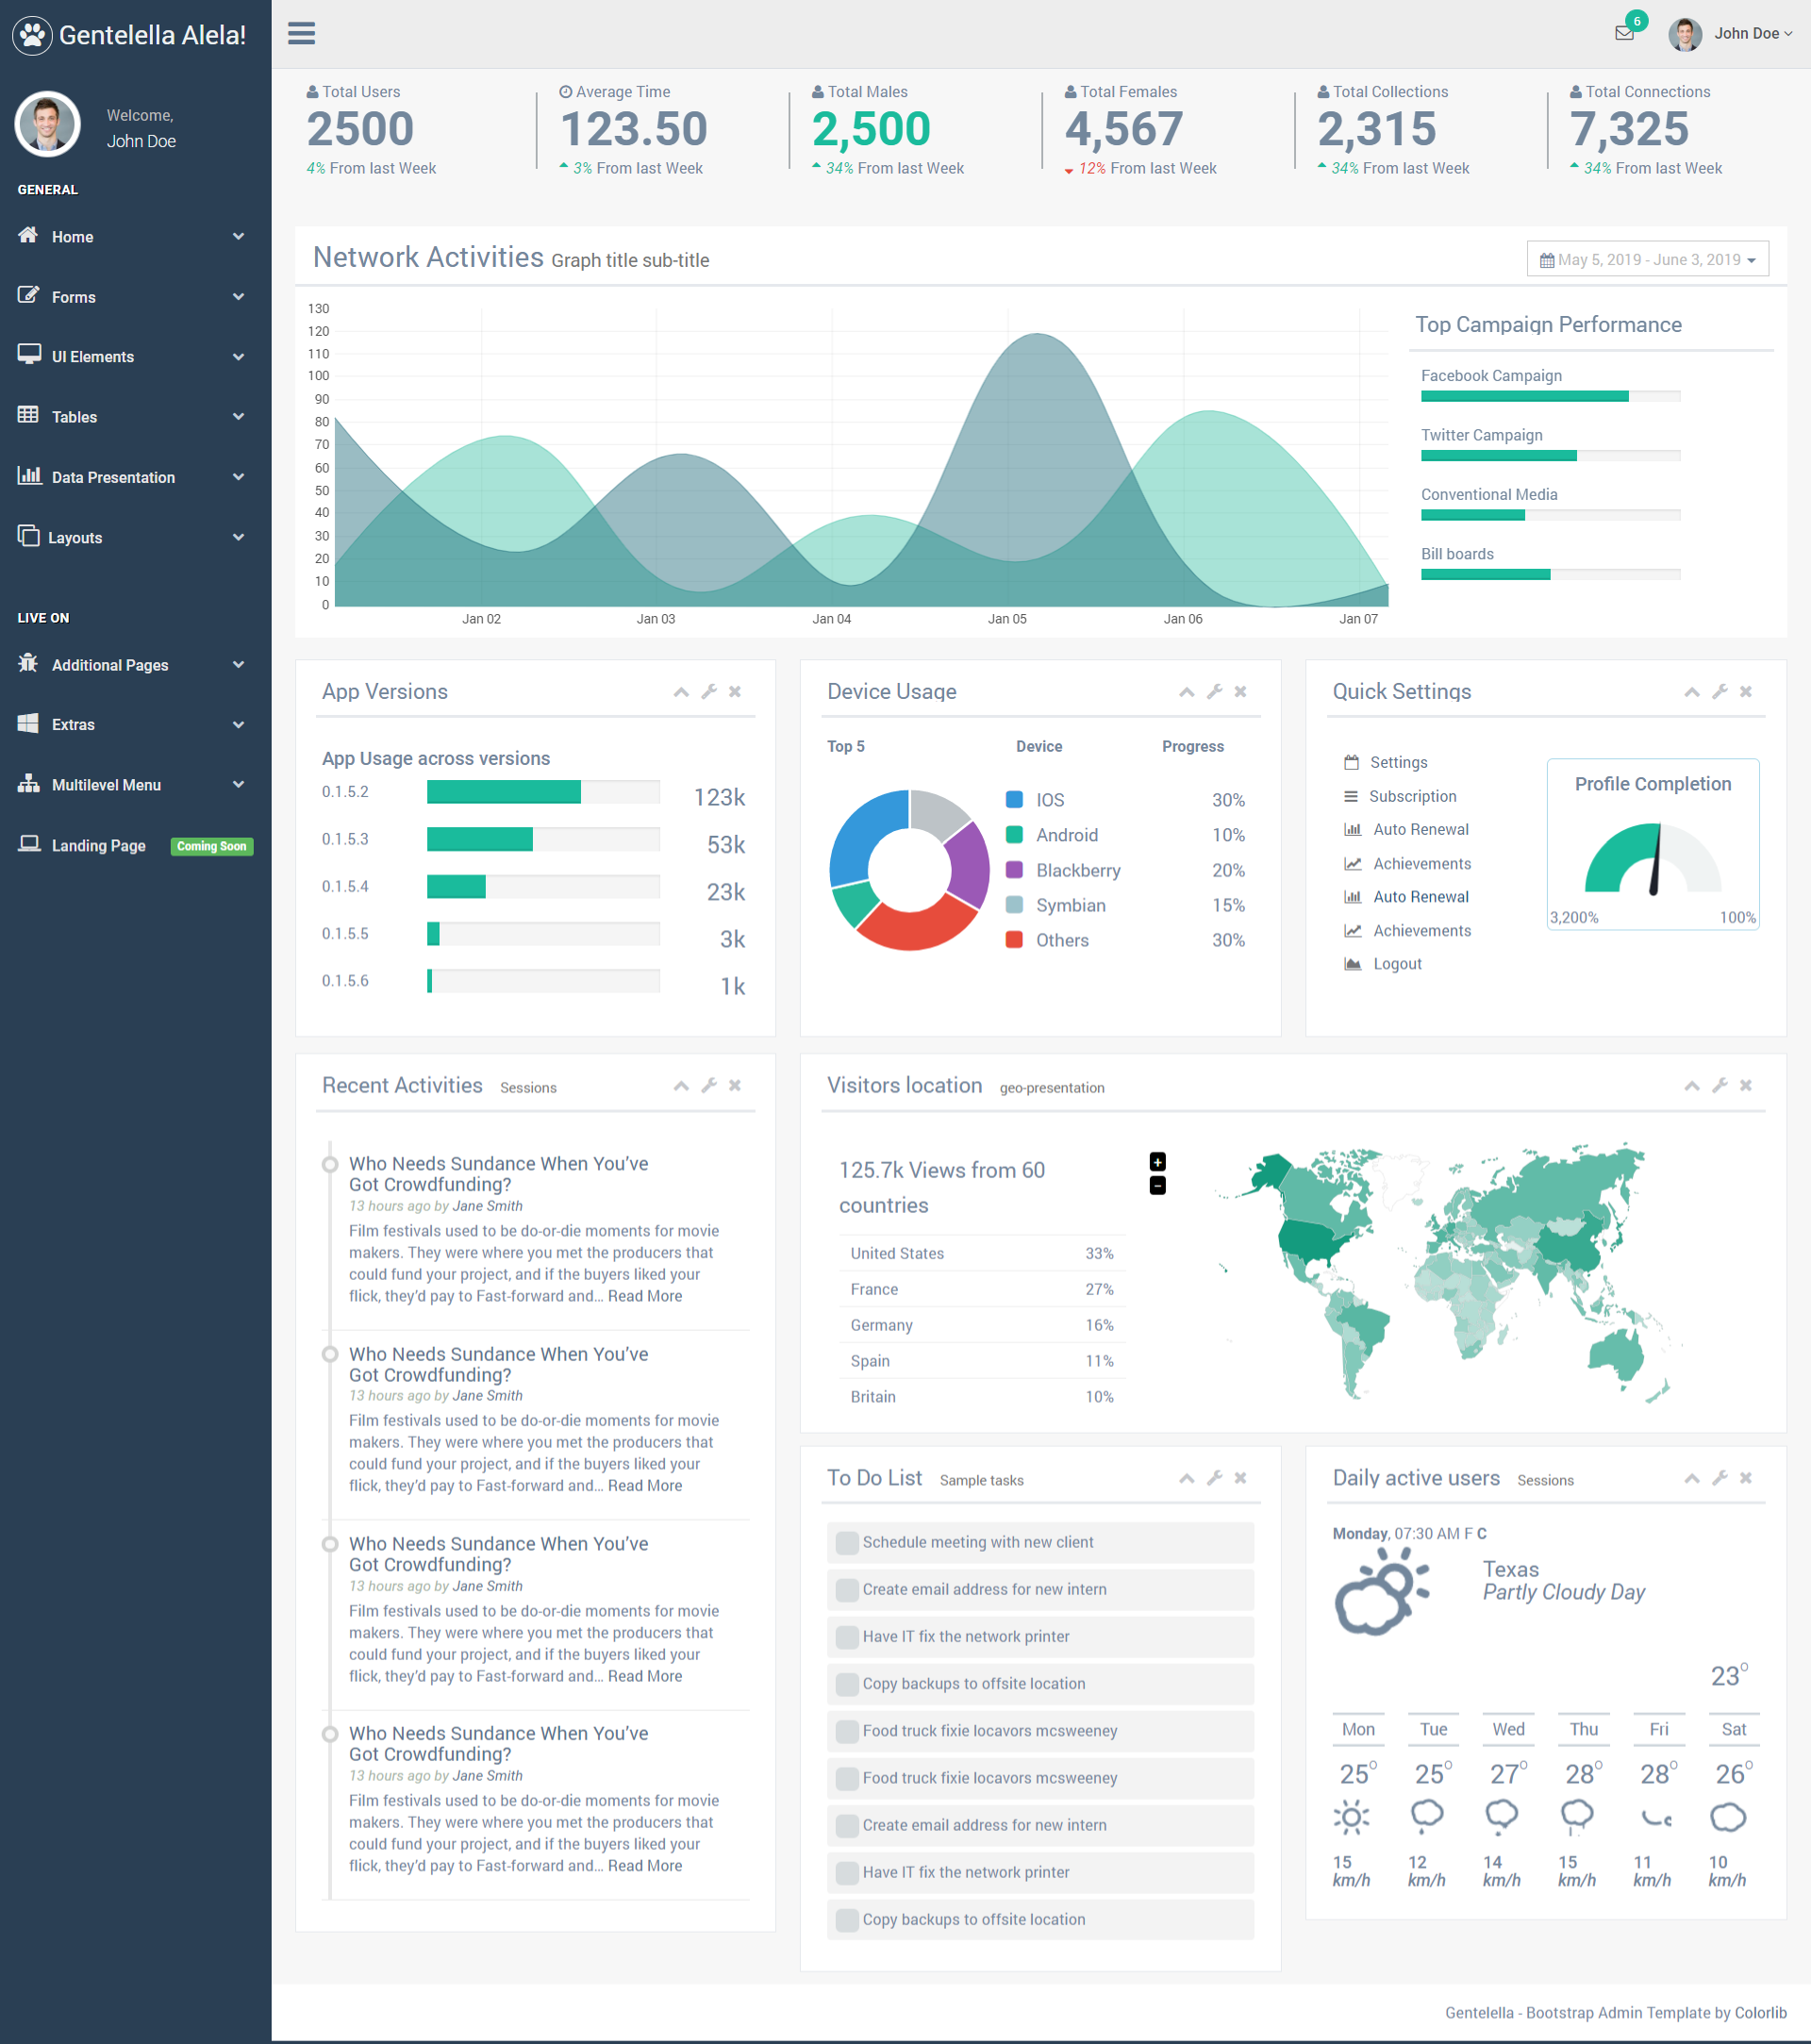 Gentelella Alela!
Welcome,
John Doe
GENERAL
Home
Forms
UI Elements
Tables
Data Presentation
Layouts
LIVE ON
Additional Pages
Extras
Multilevel Menu
Landing Page Coming Soon
6
John Doe
Total Users
2500
4% From last Week
Average Time
123.50
3% From last Week
Total Males
2,500
34% From last Week
Total Females
4,567
12% From last Week
Total Collections
2,315
34% From last Week
Total Connections
7,325
34% From last Week
Network Activities Graph title sub-title
May 5, 2019 - June 3, 2019
130
120
110
100
90
80
70
60
50
40
30
20
10
0
Jan 02 Jan 03 Jan 04 Jan 05 Jan 06 Jan 07
Top Campaign Performance
Facebook Campaign
Twitter Campaign
Conventional Media
Bill boards
App Versions
App Usage across versions
0.1.5.2 123k
0.1.5.3 53k
0.1.5.4 23k
0.1.5.5 3k
0.1.5.6 1k
Device Usage
Top 5 Device Progress
IOS 30%
Android 10%
Blackberry 20%
Symbian 15%
Others 30%
Quick Settings
Settings
Subscription
Auto Renewal
Achievements
Auto Renewal
Achievements
Logout
Profile Completion
3,200% 100%
Recent Activities Sessions
Who Needs Sundance When You’ve
Got Crowdfunding?
13 hours ago by Jane Smith
Film festivals used to be do-or-die moments for movie
makers. They were where you met the producers that
could fund your project, and if the buyers liked your
flick, they’d pay to Fast-forward and… Read More
Who Needs Sundance When You’ve
Got Crowdfunding?
13 hours ago by Jane Smith
Film festivals used to be do-or-die moments for movie
makers. They were where you met the producers that
could fund your project, and if the buyers liked your
flick, they’d pay to Fast-forward and… Read More
Who Needs Sundance When You’ve
Got Crowdfunding?
13 hours ago by Jane Smith
Film festivals used to be do-or-die moments for movie
makers. They were where you met the producers that
could fund your project, and if the buyers liked your
flick, they’d pay to Fast-forward and… Read More
Who Needs Sundance When You’ve
Got Crowdfunding?
13 hours ago by Jane Smith
Film festivals used to be do-or-die moments for movie
makers. They were where you met the producers that
could fund your project, and if the buyers liked your
flick, they’d pay to Fast-forward and… Read More
Visitors location geo-presentation
125.7k Views from 60
countries
United States 33%
France 27%
Germany 16%
Spain 11%
Britain 10%
+
−
To Do List Sample tasks
Schedule meeting with new client
Create email address for new intern
Have IT fix the network printer
Copy backups to offsite location
Food truck fixie locavors mcsweeney
Food truck fixie locavors mcsweeney
Create email address for new intern
Have IT fix the network printer
Copy backups to offsite location
Daily active users Sessions
Monday, 07:30 AM F C
Texas
Partly Cloudy Day
23o
Mon Tue Wed Thu Fri Sat
25o 25o 27o 28o 28o 26o
15 12 14 15 11 10
km/h km/h km/h km/h km/h km/h
Gentelella - Bootstrap Admin Template by Colorlib